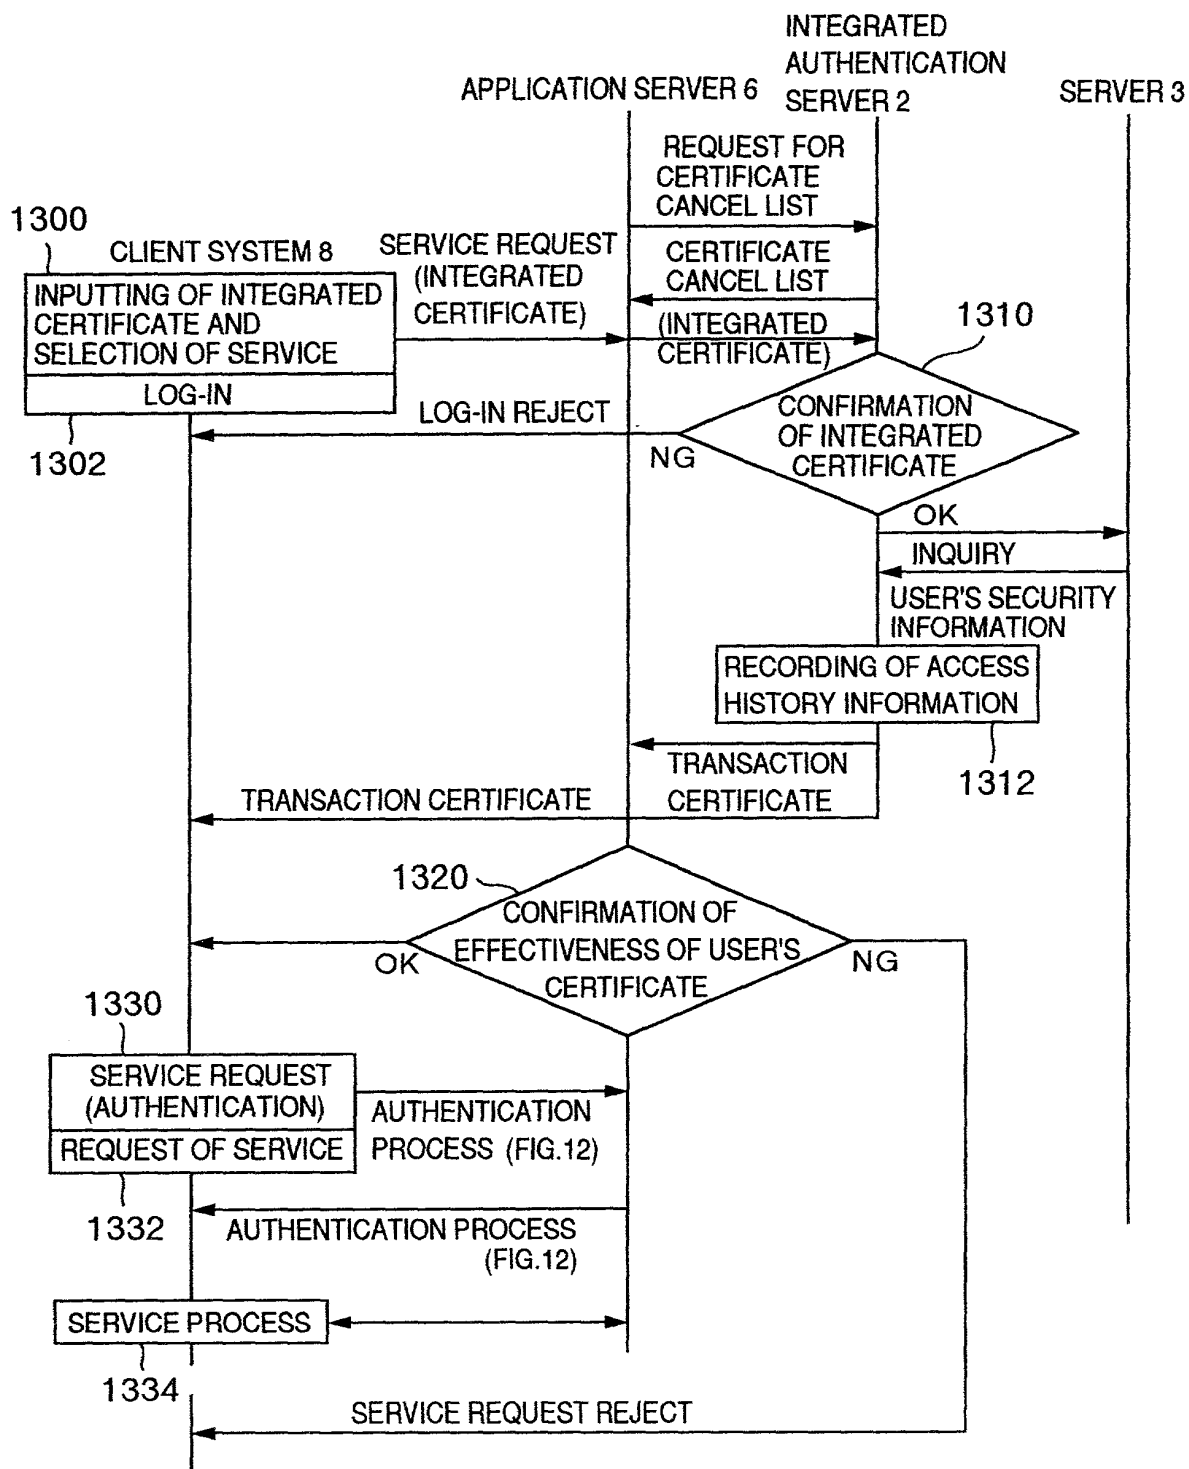 INTEGRATED
AUTHENTICATION
SERVER 2
APPLICATION SERVER 6
SERVER 3
REQUEST FOR
CERTIFICATE
CANCEL LIST
1300
CLIENT SYSTEM 8
SERVICE REQUEST
(INTEGRATED
CERTIFICATE)
CERTIFICATE
CANCEL LIST
INPUTTING OF INTEGRATED
CERTIFICATE AND
SELECTION OF SERVICE
LOG-IN
(INTEGRATED
CERTIFICATE)
1310
1302
LOG-IN REJECT
NG
CONFIRMATION
OF INTEGRATED
CERTIFICATE
OK
INQUIRY
USER'S SECURITY
INFORMATION
RECORDING OF ACCESS
HISTORY INFORMATION
1312
TRANSACTION
CERTIFICATE
TRANSACTION CERTIFICATE
1320
CONFIRMATION OF
EFFECTIVENESS OF USER'S
CERTIFICATE
OK
NG
1330
SERVICE REQUEST
(AUTHENTICATION)
REQUEST OF SERVICE
AUTHENTICATION
PROCESS (FIG.12)
1332
AUTHENTICATION PROCESS
(FIG.12)
SERVICE PROCESS
1334
SERVICE REQUEST REJECT